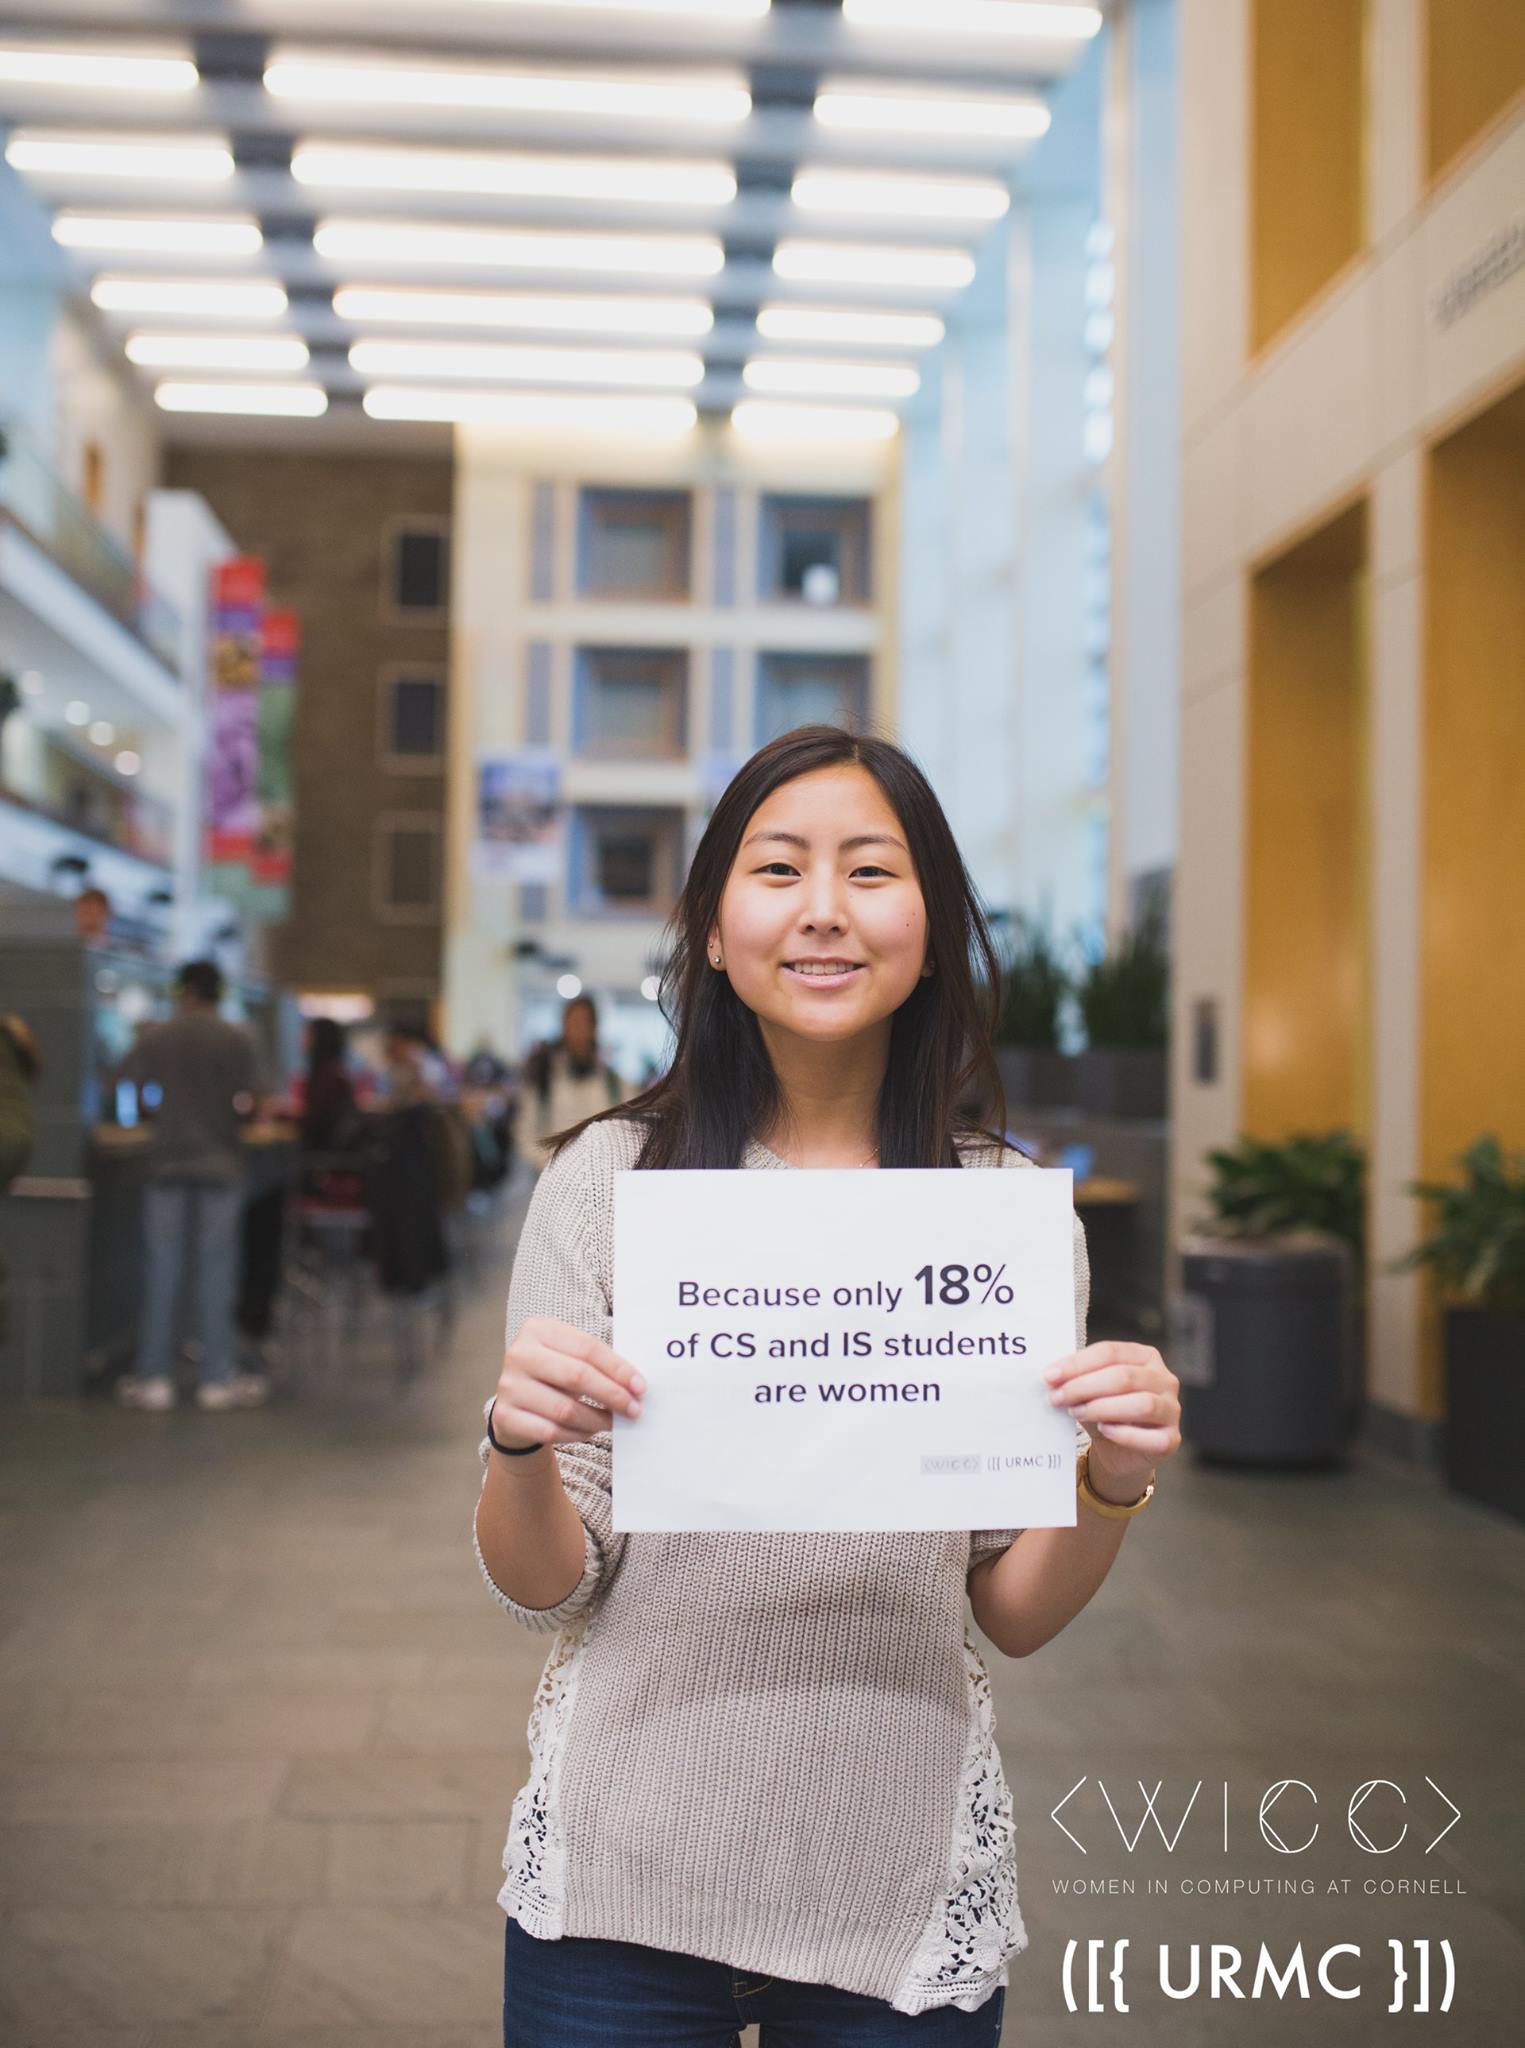 Because only 18%
of CS and IS students
are women
<WICC> ([{ URMC }])
<WICC>
WOMEN IN COMPUTING AT CORNELL
([{ URMC }])